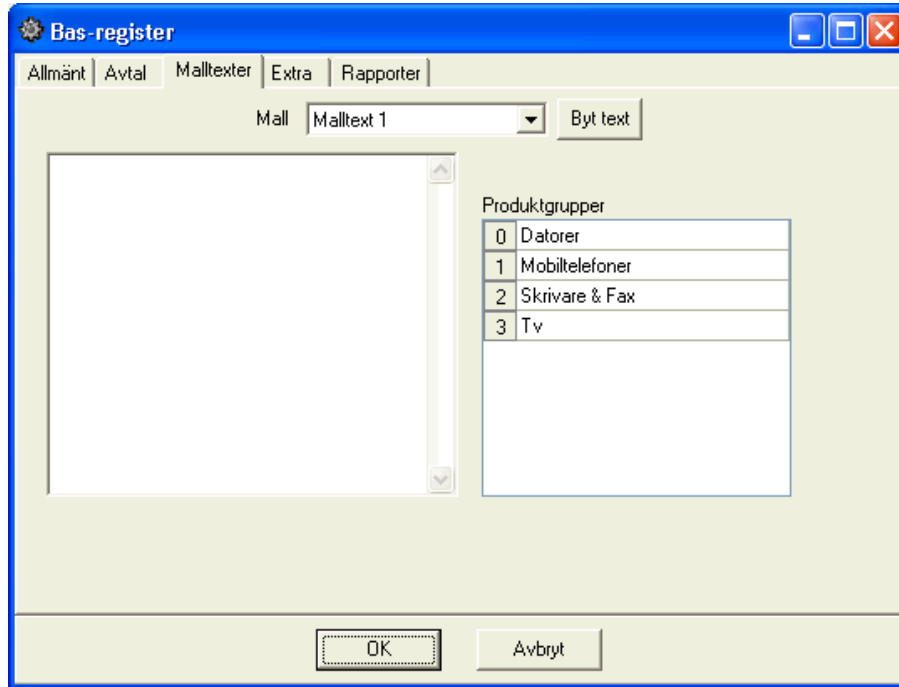 Bas-register
Allmänt Avtal Malltexter Extra Rapporter
Mall Malltext 1 Byt text
Produktgrupper
0 Datorer
1 Mobiltelefoner
2 Skrivare & Fax
3 Tv
OK Avbryt